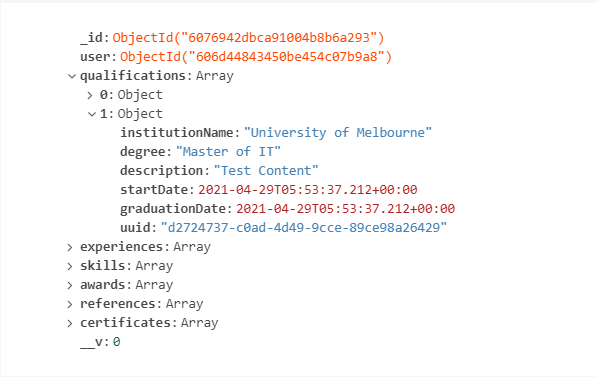 _id: ObjectId("6076942dbca91004b8b6a293")
user: ObjectId("606d44843450be454c07b9a8")
qualifications: Array
0: Object
1: Object
institutionName: "University of Melbourne"
degree: "Master of IT"
description: "Test Content"
startDate: 2021-04-29T05:53:37.212+00:00
graduationDate: 2021-04-29T05:53:37.212+00:00
uuid: "d2724737-c0ad-4d49-9cce-89ce98a26429"
experiences: Array
skills: Array
awards: Array
references: Array
certificates: Array
__v: 0